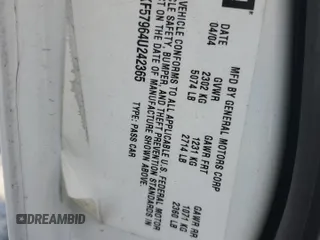 MFD BY GENERAL MOTORS CORP
DATE GVWR GAWR FRT GAWR RR
04/04 2302 KG 1231 KG 1071 KG
5074 LB 2714 LB 2360 LB
VEHICLE CONFORMS TO ALL APPLICABLE U.S. FEDERAL MOTOR
VEHICLE SAFETY, BUMPER, AND THEFT PREVENTION STANDARDS IN
EFFECT ON THE DATE OF MANUFACTURE SHOWN ABOVE.
F57964U242365 TYPE: PASS CAR
DREAMBID